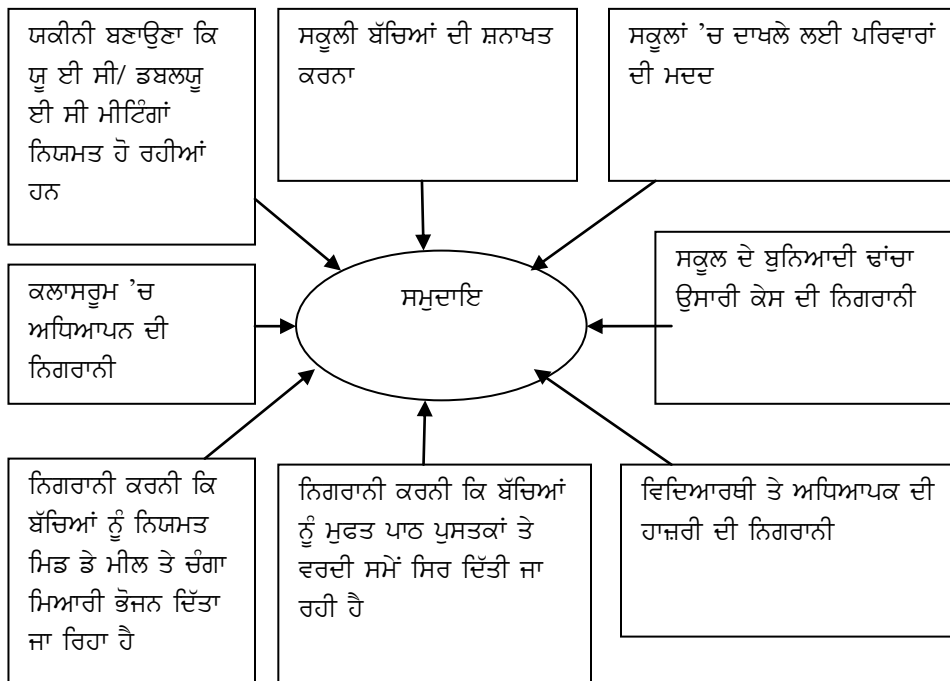 ਯਕੀਨੀ ਬਣਾਉਣਾ ਕਿ
ਯੂ ਈ ਸੀ/ ਡਬਲਯੂ
ਈ ਸੀ ਮੀਟਿੰਗਾਂ
ਨਿਯਮਤ ਹੋ ਰਹੀਆਂ
ਹਨ
ਸਕੂਲੀ ਬੱਚਿਆਂ ਦੀ ਸ਼ਨਾਖਤ
ਕਰਨਾ
ਸਕੂਲਾਂ ’ਚ ਦਾਖਲੇ ਲਈ ਪਰਿਵਾਰਾਂ
ਦੀ ਮਦਦ
ਕਲਾਸਰੂਮ ’ਚ
ਅਧਿਆਪਨ ਦੀ
ਨਿਗਰਾਨੀ
ਸਮੁਦਾਇ
ਸਕੂਲ ਦੇ ਬੁਨਿਆਦੀ ਢਾਂਚਾ
ਉਸਾਰੀ ਕੇਸ ਦੀ ਨਿਗਰਾਨੀ
ਨਿਗਰਾਨੀ ਕਰਨੀ ਕਿ
ਬੱਚਿਆਂ ਨੂੰ ਨਿਯਮਤ
ਮਿਡ ਡੇ ਮੀਲ ਤੇ ਚੰਗਾ
ਮਿਆਰੀ ਭੋਜਨ ਦਿੱਤਾ
ਜਾ ਰਿਹਾ ਹੈ
ਨਿਗਰਾਨੀ ਕਰਨੀ ਕਿ ਬੱਚਿਆਂ
ਨੂੰ ਮੁਫਤ ਪਾਠ ਪੁਸਤਕਾਂ ਤੇ
ਵਰਦੀ ਸਮੇਂ ਸਿਰ ਦਿੱਤੀ ਜਾ
ਰਹੀ ਹੈ
ਵਿਦਿਆਰਥੀ ਤੇ ਅਧਿਆਪਕ ਦੀ
ਹਾਜ਼ਰੀ ਦੀ ਨਿਗਰਾਨੀ